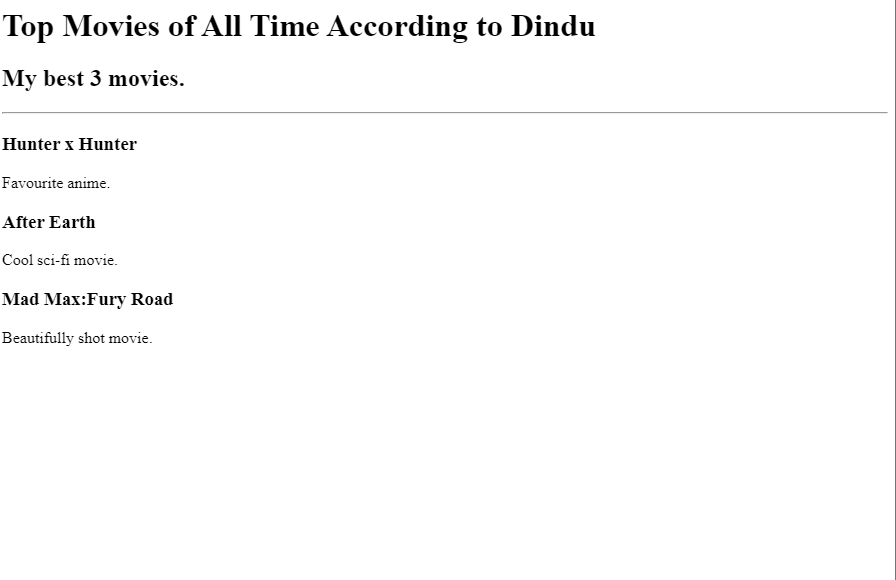 Top Movies of All Time According to Dindu
My best 3 movies.
Hunter x Hunter
Favourite anime.
After Earth
Cool sci-fi movie.
Mad Max:Fury Road
Beautifully shot movie.